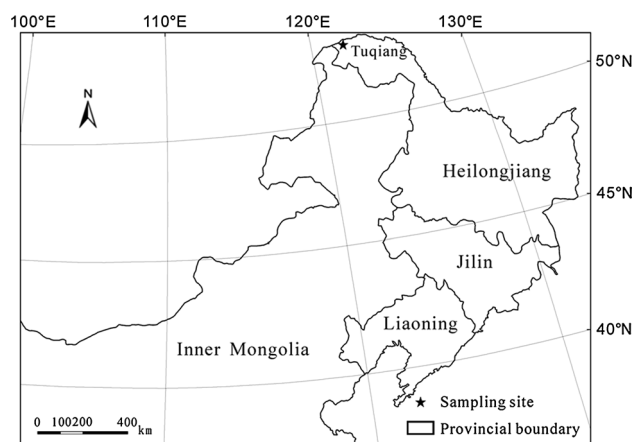 100°E 110°E 120°E 130°E
Tuqiang
50°N
N
Heilongjiang
45°N
Jilin
Liaoning
40°N
Inner Mongolia
Sampling site
0 100200 400 km
Provincial boundary